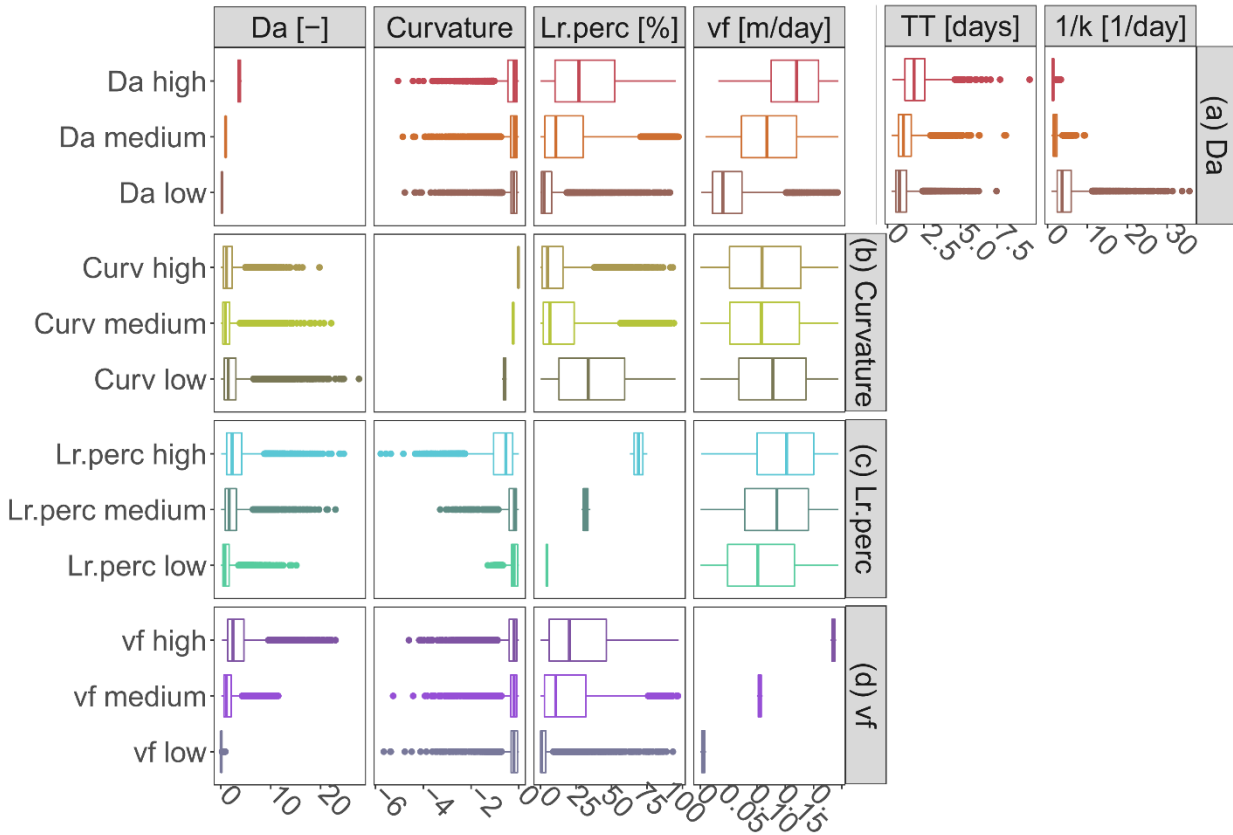 Da [−] Curvature Lr.perc [%] vf [m/day] TT [days] 1/k [1/day]
Da high
Da medium
Da low
(a) Da
0 2.5 5.0 7.5 0 10 20 30
Curv high
Curv medium
Curv low
(b) Curvature
Lr.perc high
Lr.perc medium
Lr.perc low
(c) Lr.perc
vf high
vf medium
vf low
(d) vf
0 10 20 -6 -4 -2 0 0 25 50 75 100 0 0.05 0.10 0.15